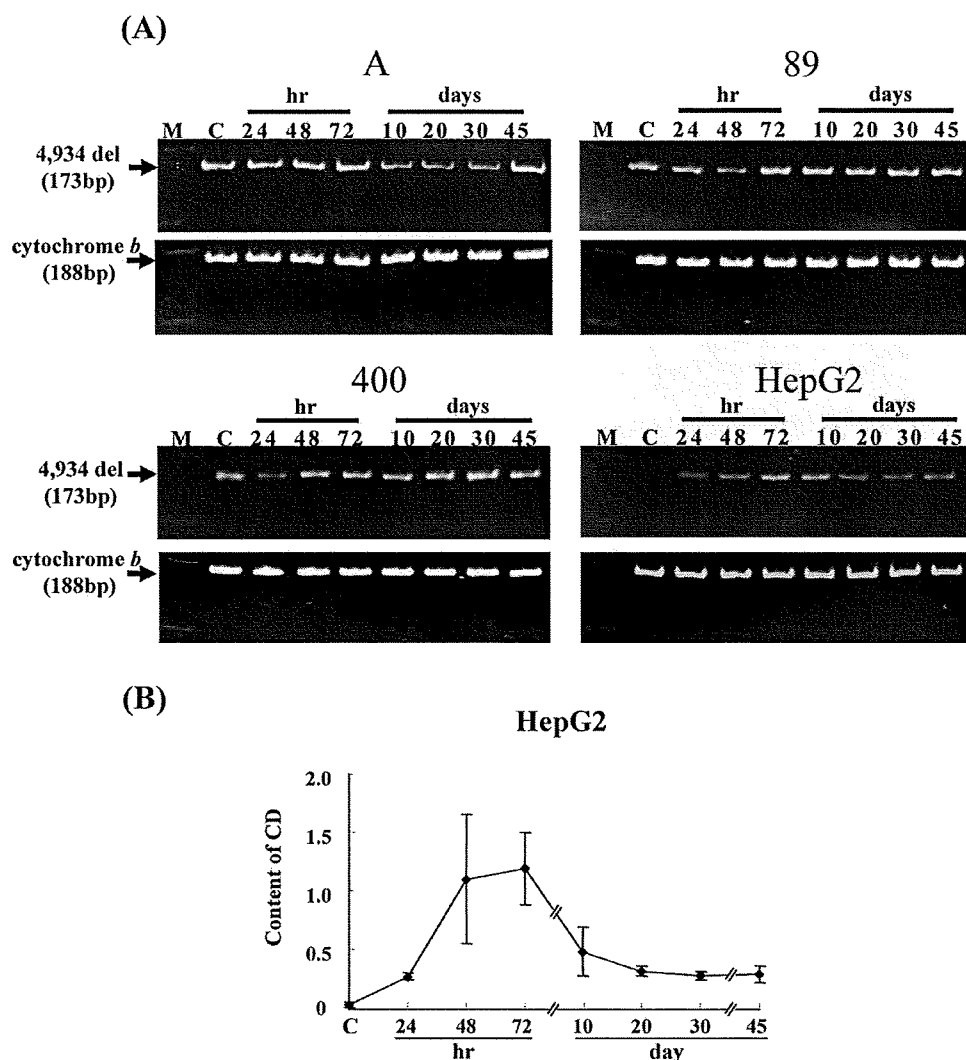 (A)
A
hr days
M C 24 48 72 10 20 30 45
4,934 del
(173bp)
cytochrome b
(188bp)
89
hr days
M C 24 48 72 10 20 30 45
400
hr days
M C 24 48 72 10 20 30 45
4,934 del
(173bp)
cytochrome b
(188bp)
HepG2
hr days
M C 24 48 72 10 20 30 45
(B)
HepG2
Content of CD
2.0
1.5
1.0
0.5
0
C 24 48 72 10 20 30 45
hr day